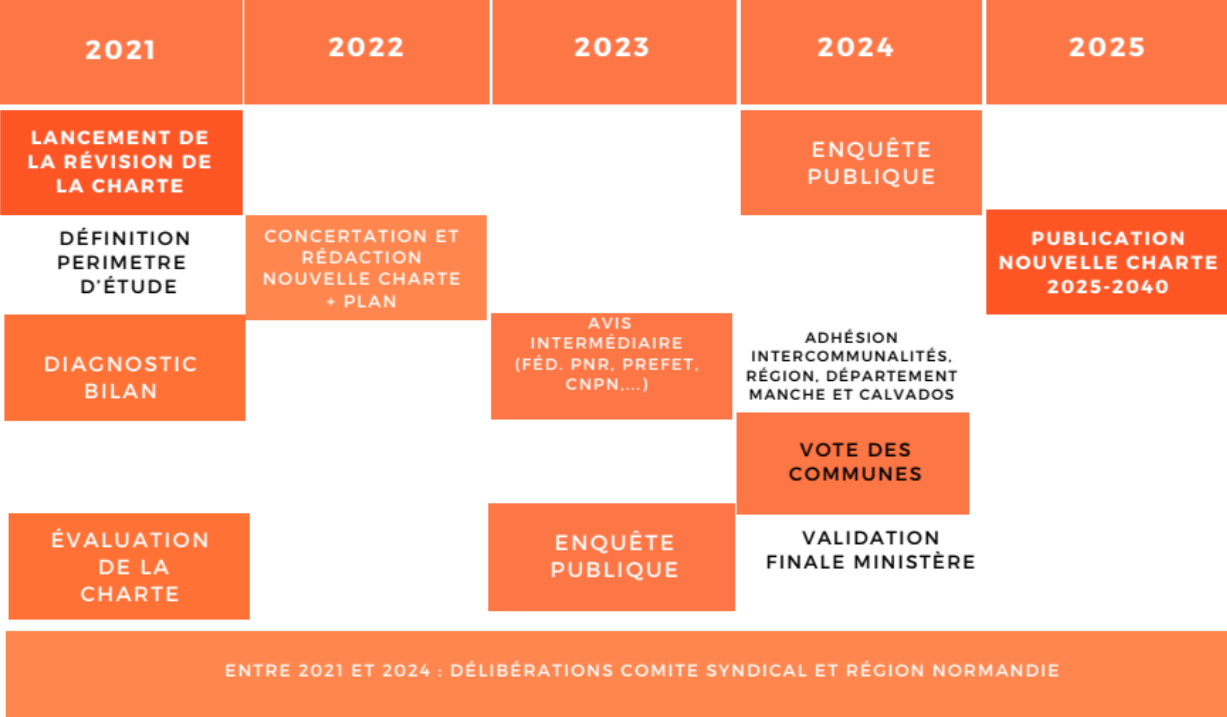 2021
2022
2023
2024
2025
LANCEMENT DE
LA RÉVISION DE
LA CHARTE
DÉFINITION
PERIMETRE
D'ÉTUDE
DIAGNOSTIC
BILAN
ÉVALUATION
DE LA
CHARTE
CONCERTATION ET
RÉDACTION
NOUVELLE CHARTE
+ PLAN
AVIS
INTERMÉDIAIRE
(FÉD. PNR, PREFET,
CNPN,...)
ENQUÊTE
PUBLIQUE
ENQUÊTE
PUBLIQUE
ADHÉSION
INTERCOMMUNALITÉS,
RÉGION, DÉPARTEMENT
MANCHE ET CALVADOS
VOTE DES
COMMUNES
VALIDATION
FINALE MINISTÈRE
PUBLICATION
NOUVELLE CHARTE
2025-2040
ENTRE 2021 ET 2024 : DÉLIBÉRATIONS COMITE SYNDICAL ET RÉGION NORMANDIE